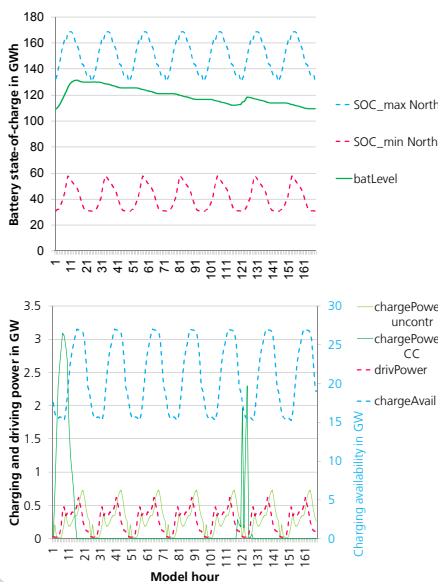 Battery state-of-charge in GWh
180
160
140
120
100
80
60
40
20
0
1 11 21 31 41 51 61 71 81 91 101 111 121 131 141 151 161
SOC_max North
SOC_min North
batLevel
Charging and driving power in GW
3.5
3
2.5
2
1.5
1
0.5
0
30
25
20
15
10
5
0
Charging availability in GW
1 11 21 31 41 51 61 71 81 91 101 111 121 131 141 151 161
Model hour
chargePowe
uncontr
chargePowe
CC
drivPower
chargeAvail